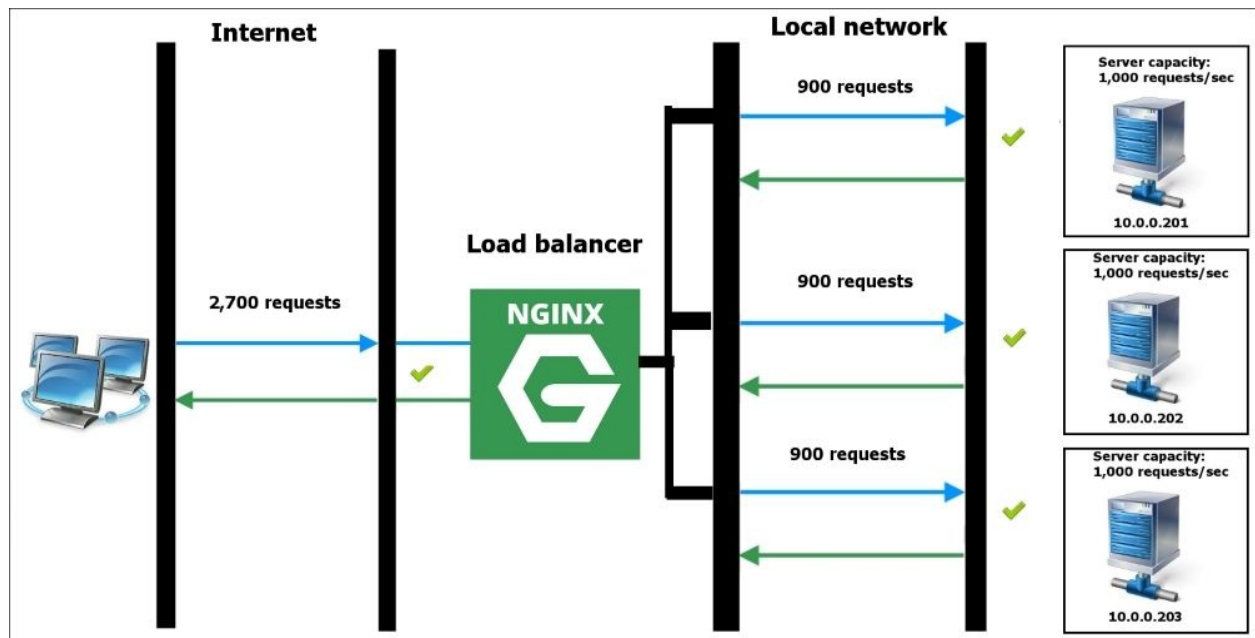 Internet
Local network
Server capacity:
1,000 requests/sec
900 requests
10.0.0.201
Load balancer
Server capacity:
1,000 requests/sec
2,700 requests
NGINX
900 requests
10.0.0.202
900 requests
Server capacity:
1,000 requests/sec
10.0.0.203